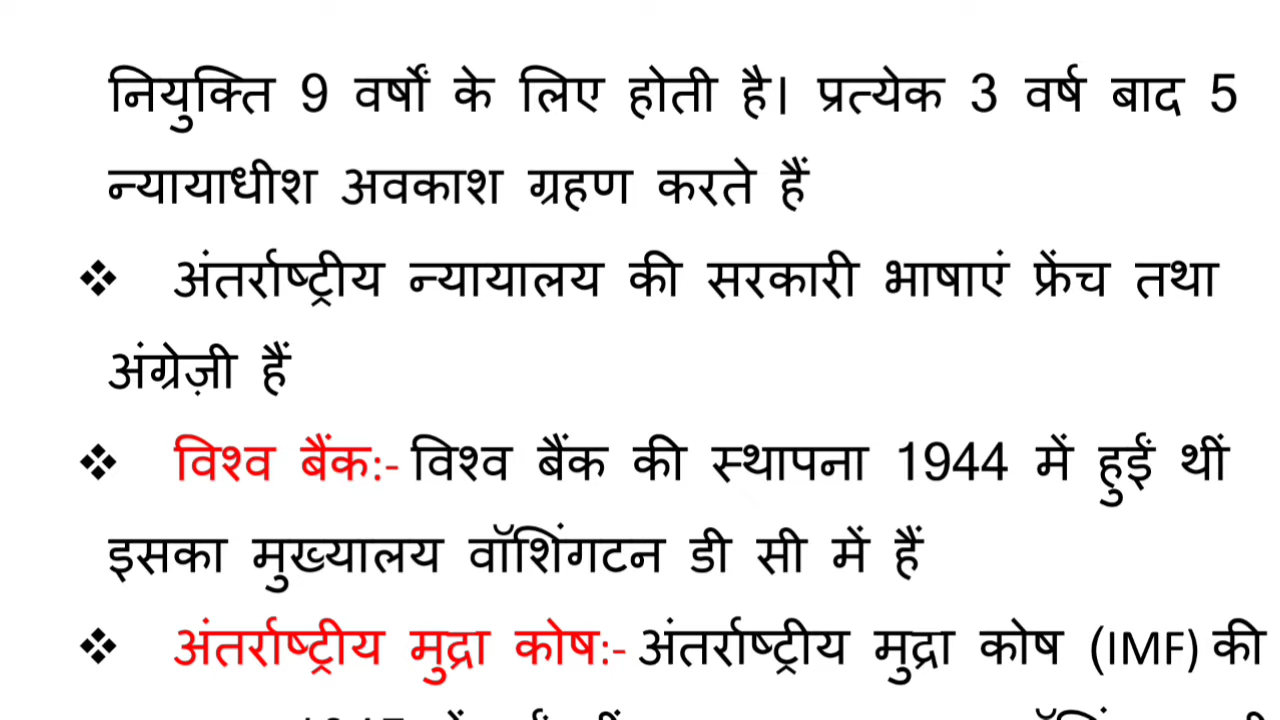 नियुक्ति 9 वर्षों के लिए होती है। प्रत्येक 3 वर्ष बाद 5
न्यायाधीश अवकाश ग्रहण करते हैं
❖ अंतर्राष्ट्रीय न्यायालय की सरकारी भाषाएं फ्रेंच तथा
अंग्रेज़ी हैं
❖ विश्व बैंक:- विश्व बैंक की स्थापना 1944 में हुई थीं
इसका मुख्यालय वॉशिंगटन डी सी में हैं
❖ अंतर्राष्ट्रीय मुद्रा कोष:- अंतर्राष्ट्रीय मुद्रा कोष (IMF) की